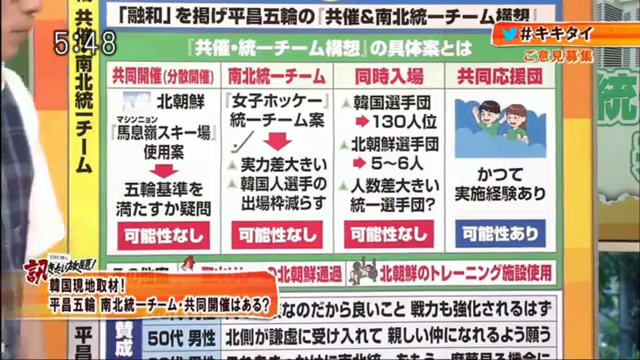 5:48
「融和」を掲げ平昌五輪の『共催&南北統一チーム構想』
#キキタイ
ご意見募集
『共催・統一チーム構想』の具体案とは
共催南北統一チーム
共同開催(分散開催)
北朝鮮
マシンニョン
『馬息嶺スキー場』
使用案
五輪基準を
満たすか疑問
可能性なし
南北統一チーム
『女子ホッケー』
統一チーム案
▲実力差大きい
▲韓国人選手の
出場枠減らす
可能性なし
同時入場
▲韓国選手団
130人位
▲北朝鮮選手団
5〜6人
▲人数差大きい
統一選手団?
可能性なし
共同応援団
かつて
実施経験あり
可能性あり
の北朝鮮通過
北朝鮮のトレーニング施設使用
訊きたい放題!
韓国現地取材!
平昌五輪 南北統一チーム・共同開催はある?
平昌
賛成
なのだから良いこと 戦力も強化されるはず
50代 男性 北側が謙虚に受け入れて 親しい仲になれるよう願う